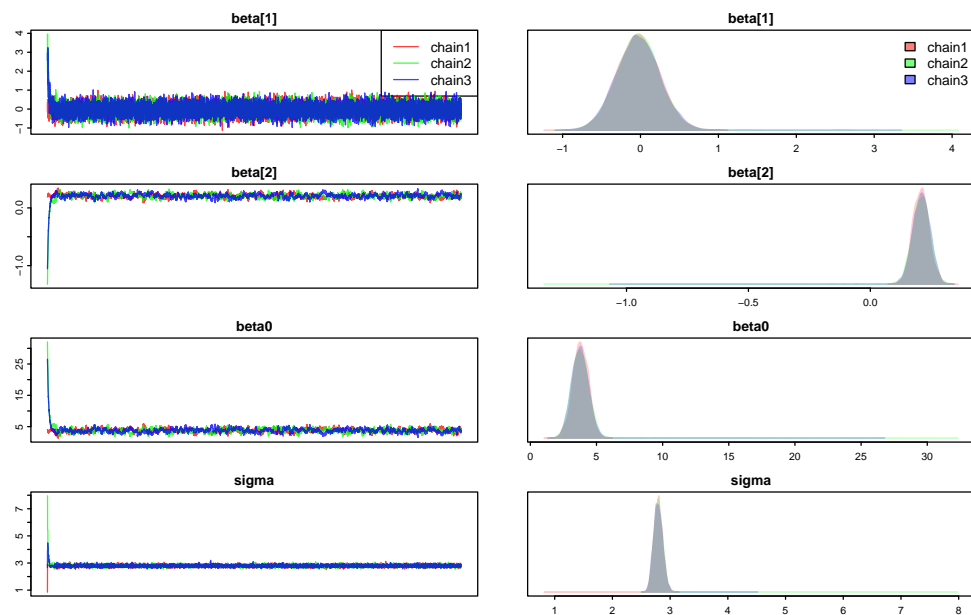 beta[1]
4
3
2
1
0
−1
chain1
chain2
chain3
beta[1]
chain1
chain2
chain3
−1 0 1 2 3 4
beta[2]
0.0
−1.0
beta[2]
−1.0 −0.5 0.0
beta0
25
15
5
beta0
0 5 10 15 20 25 30
sigma
7
5
3
1
sigma
1 2 3 4 5 6 7 8